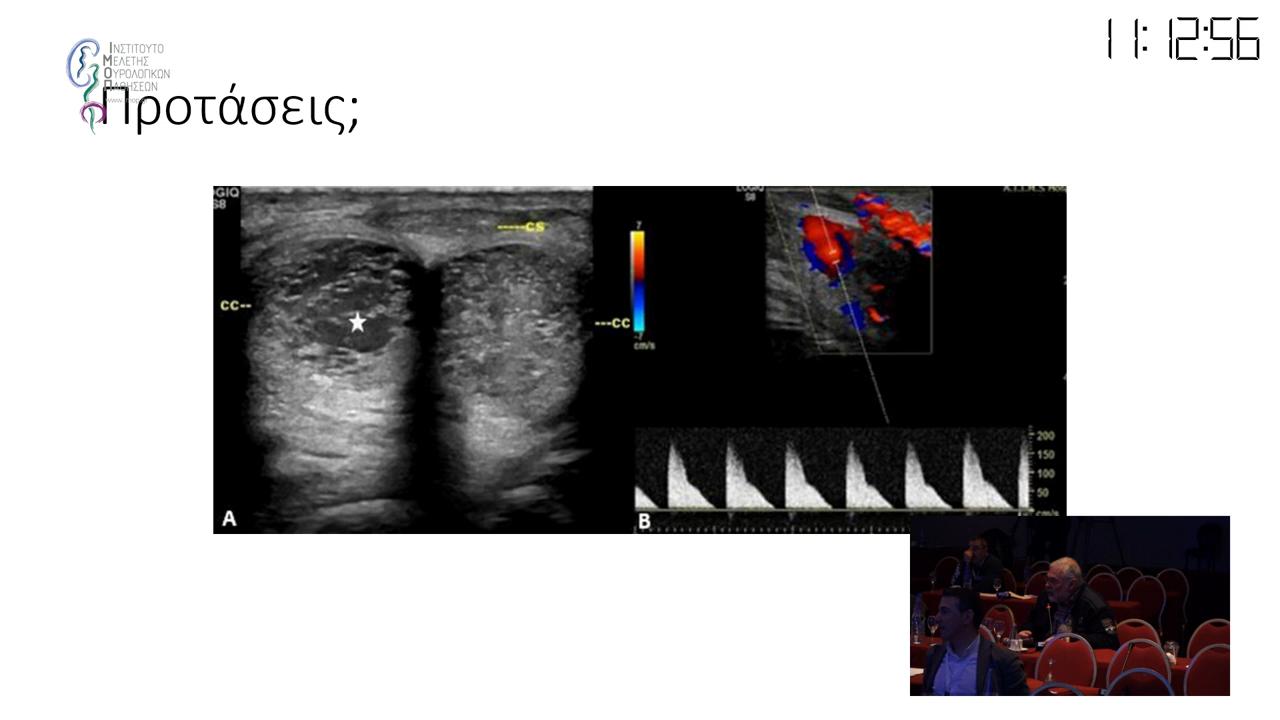 11:12:56
ΙΝΣΤΙΤΟΥΤΟ
ΜΕΛΕΤΗΣ
ΟΥΡΟΛΟΓΙΚΩΝ
ΠΑΘΗΣΕΩΝ
Προτάσεις;
S8
-----CS
CC--
---CC
7
-7
cm/s
A
LOGIQ
S8
200
150
100
50
cm/s
B